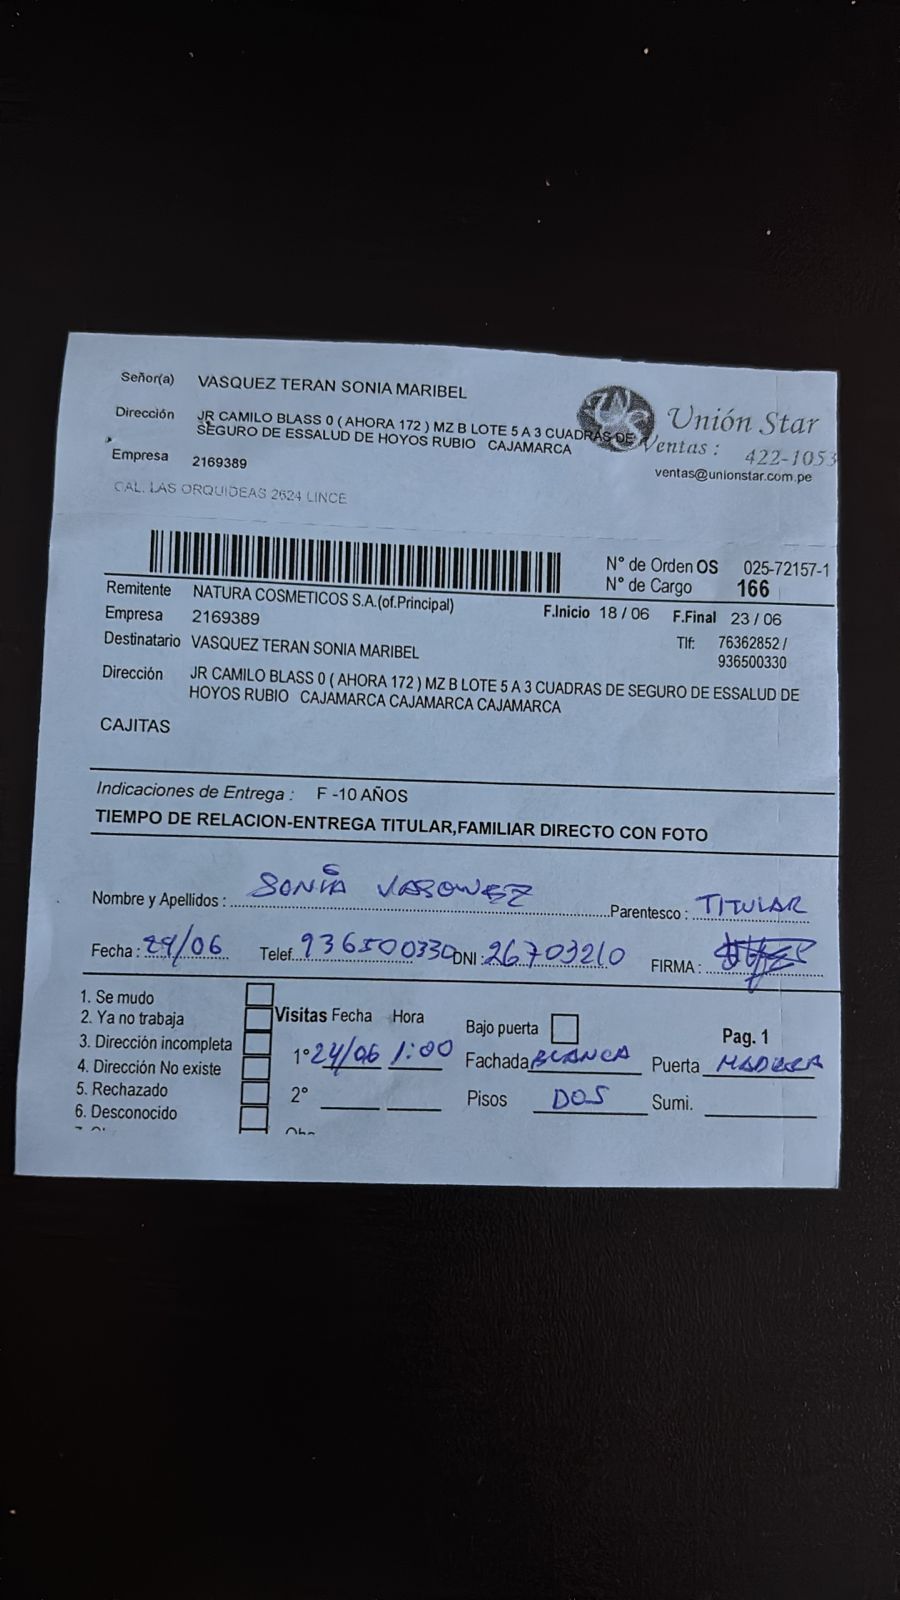 Señor(a) VASQUEZ TERAN SONIA MARIBEL
Unión Star
Dirección JR CAMILO BLASS 0 ( AHORA 172 ) MZ B LOTE 5 A 3 CUADRAS DE
SEGURO DE ESSALUD DE HOYOS RUBIO CAJAMARCA
Ventas : 422-1053
ventas@unionstar.com.pe
Empresa 2169389
CAL. LAS ORQUIDEAS 2624 LINCE
N° de Orden OS 025-72157-1
N° de Cargo 166
Remitente NATURA COSMETICOS S.A.(of.Principal)
F.Inicio 18 / 06 F.Final 23 / 06
Empresa 2169389
Destinatario VASQUEZ TERAN SONIA MARIBEL
Tlf: 76362852 /
936500330
Dirección JR CAMILO BLASS 0 ( AHORA 172 ) MZ B LOTE 5 A 3 CUADRAS DE SEGURO DE ESSALUD DE
HOYOS RUBIO CAJAMARCA CAJAMARCA CAJAMARCA
CAJITAS
Indicaciones de Entrega : F -10 AÑOS
TIEMPO DE RELACION-ENTREGA TITULAR,FAMILIAR DIRECTO CON FOTO
Nombre y Apellidos : SONIA VASQUEZ Parentesco : TITULAR
Fecha : 24/06 Telef. 936500330 DNI : 26703210 FIRMA :
1. Se mudo
2. Ya no trabaja
3. Dirección incompleta
4. Dirección No existe
5. Rechazado
6. Desconocido
Visitas Fecha Hora
1° 24/06 1:00
2°
Bajo puerta
Pag. 1
Fachada BLANCA Puerta MADERA
Pisos DOS Sumi.